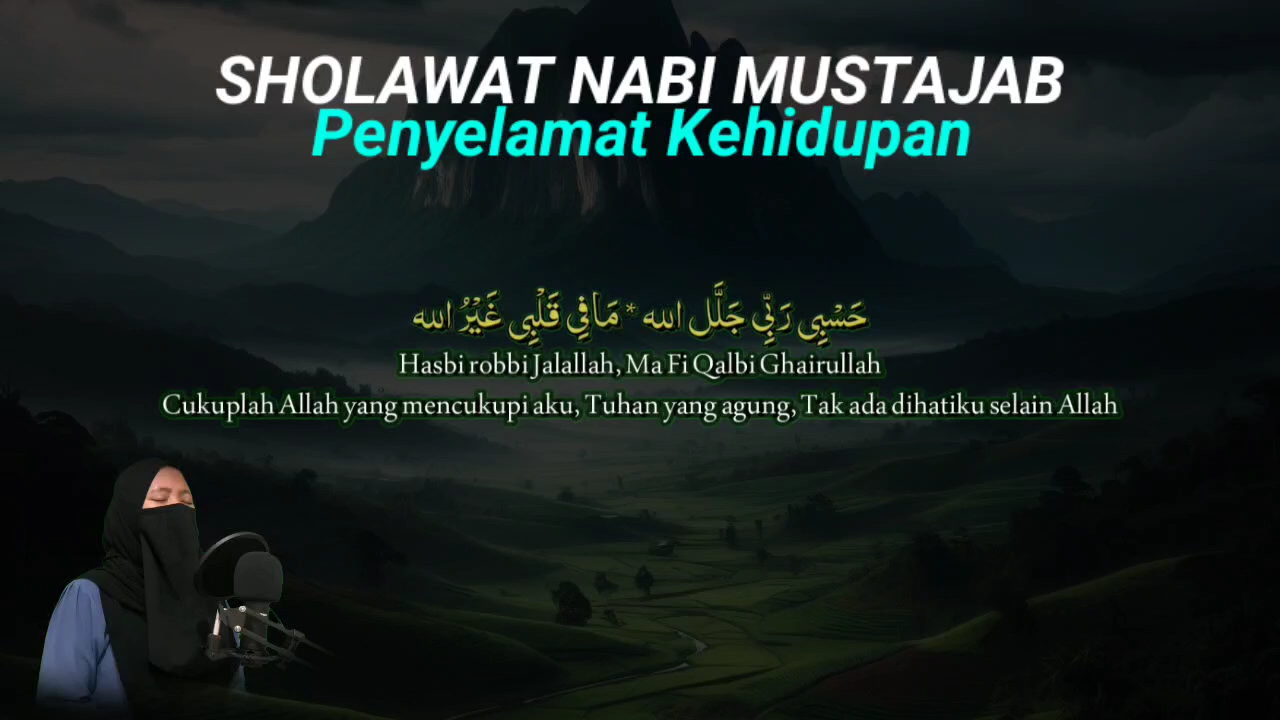 SHOLAWAT NABI MUSTAJAB
Penyelamat Kehidupan
حَسْبِى رَبِّى جَلَّل الله * مَا فِي قَلْبِى غَيْرُ الله
Hasbi robbi Jalallah, Ma Fi Qalbi Ghairullah
Cukuplah Allah yang mencukupi aku, Tuhan yang agung, Tak ada dihatiku selain Allah